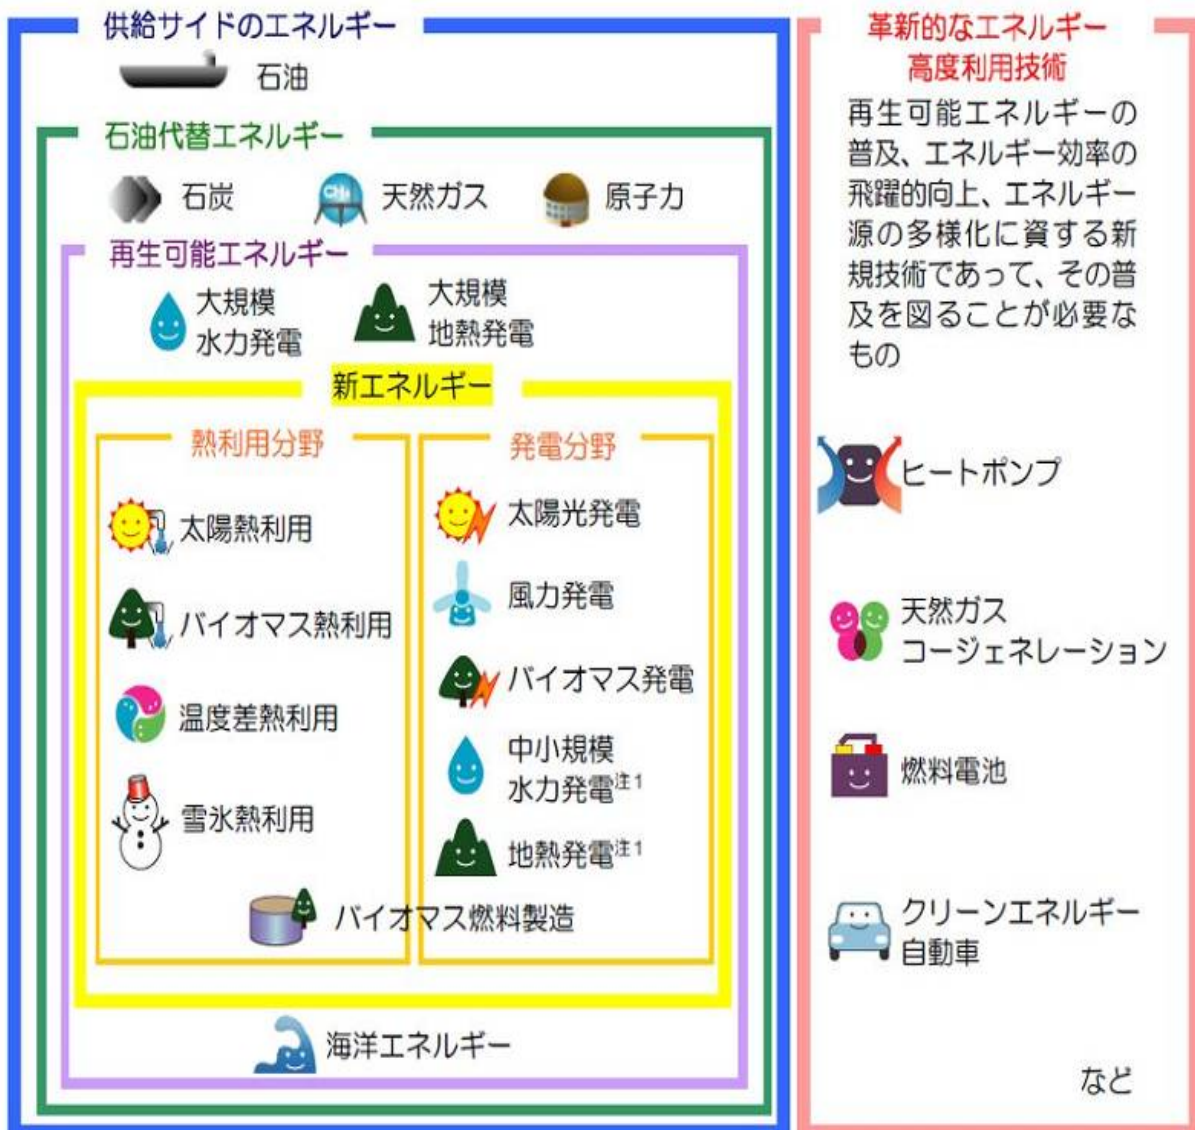 供給サイドのエネルギー
石油
石油代替エネルギー
石炭
CH4
天然ガス
原子力
再生可能エネルギー
大規模
水力発電
大規模
地熱発電
新エネルギー
熱利用分野
太陽熱利用
バイオマス熱利用
温度差熱利用
雪氷熱利用
発電分野
太陽光発電
風力発電
バイオマス発電
中小規模
水力発電注1
地熱発電注1
バイオマス燃料製造
海洋エネルギー
革新的なエネルギー
高度利用技術
再生可能エネルギーの
普及、エネルギー効率の
飛躍的向上、エネルギー
源の多様化に資する新
規技術であって、その普
及を図ることが必要な
もの
ヒートポンプ
天然ガス
コージェネレーション
燃料電池
クリーンエネルギー
自動車
など